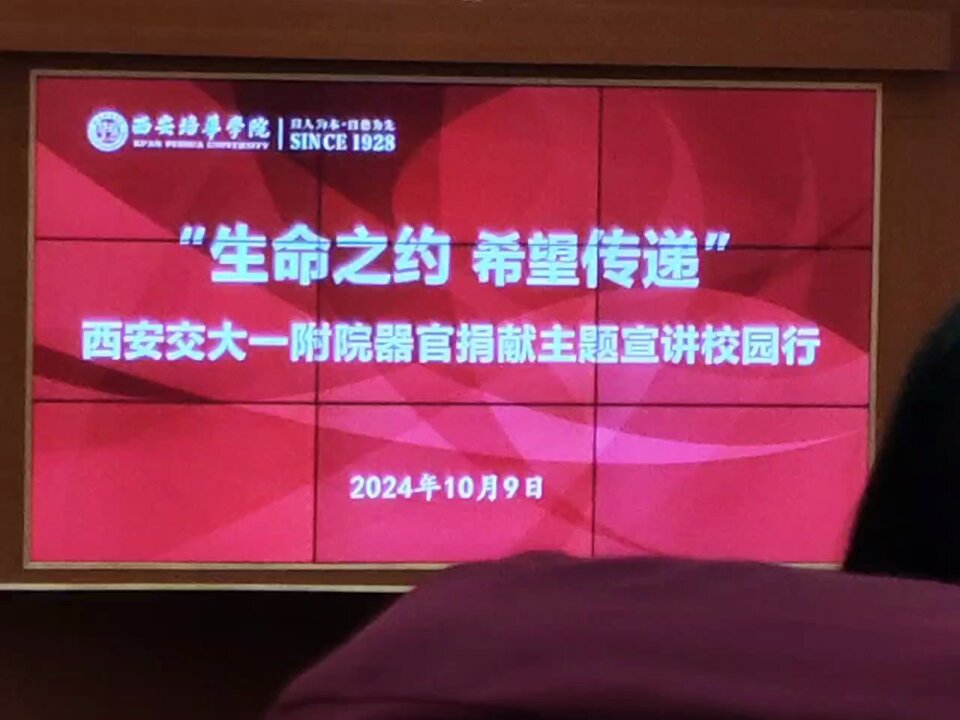 西安培华学院
XI'AN PEIHUA UNIVERSITY
以人为本·以德为先
SINCE 1928
"生命之约 希望传递"
西安交大一附院器官捐献主题宣讲校园行
2024年10月9日